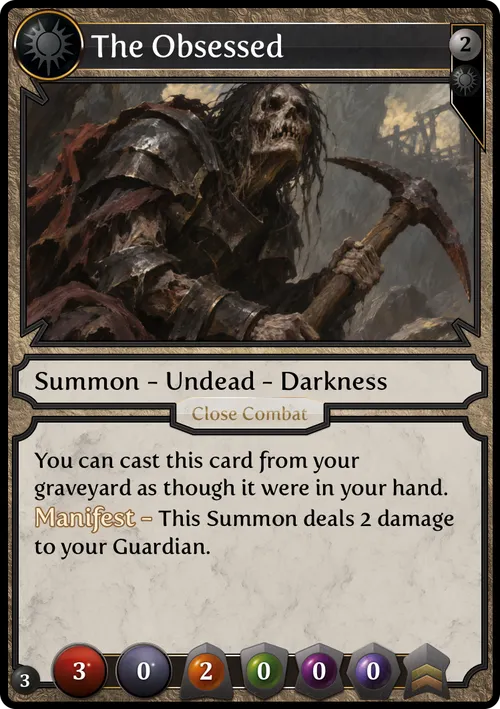 The Obsessed
2
Summon - Undead - Darkness
Close Combat
You can cast this card from your
graveyard as though it were in your hand.
Manifest - This Summon deals 2 damage
to your Guardian.
3 3* 0* 2 0 0 0